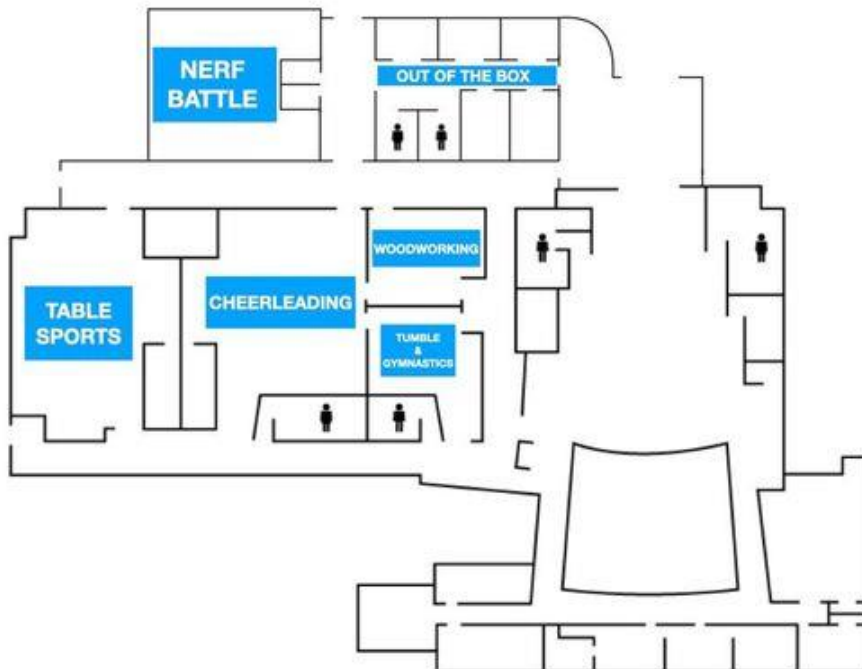 NERF
BATTLE
OUT OF THE BOX
WOODWORKING
CHEERLEADING
TABLE
SPORTS
TUMBLE
&
GYMNASTICS